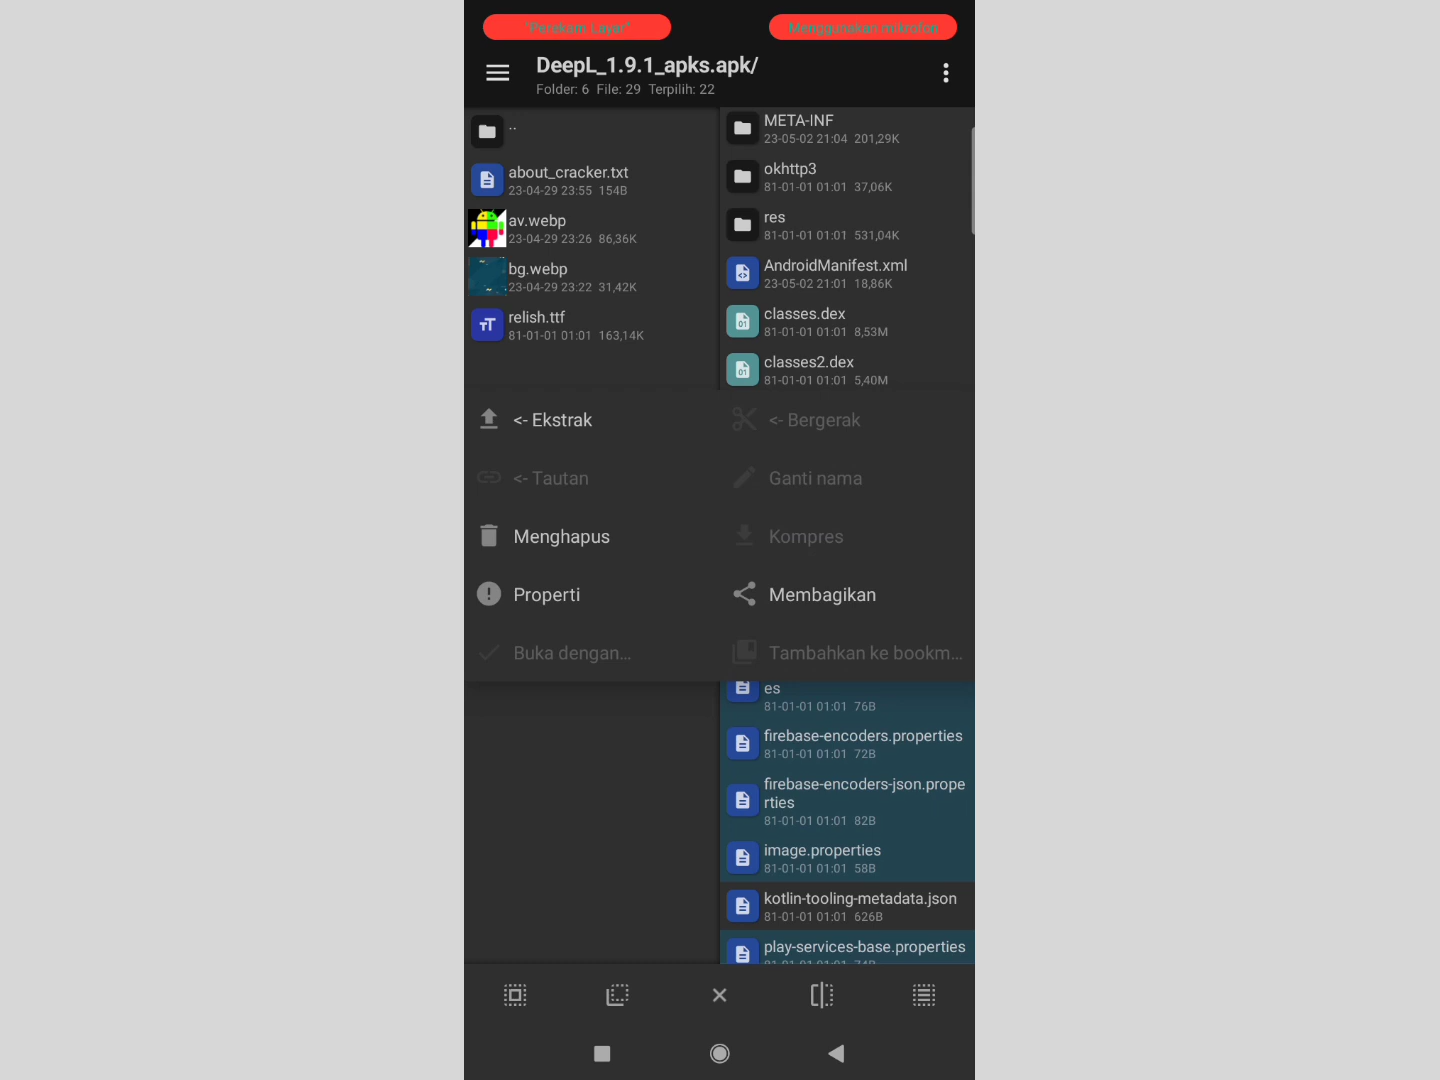 "Perekam Layar"
Menggunakan mikrofon
DeepL_1.9.1_apks.apk/
Folder: 6 File: 29 Terpilih: 22
..
about_cracker.txt
23-04-29 23:55 154B
av.webp
23-04-29 23:26 86,36K
bg.webp
23-04-29 23:22 31,42K
relish.ttf
81-01-01 01:01 163,14K
META-INF
23-05-02 21:04 201,29K
okhttp3
81-01-01 01:01 37,06K
res
81-01-01 01:01 531,04K
AndroidManifest.xml
23-05-02 21:01 18,86K
classes.dex
81-01-01 01:01 8,53M
classes2.dex
81-01-01 01:01 5,40M
<- Ekstrak
<- Bergerak
<- Tautan
Ganti nama
Menghapus
Kompres
Properti
Membagikan
Buka dengan...
Tambahkan ke bookm...
es
81-01-01 01:01 76B
firebase-encoders.properties
81-01-01 01:01 72B
firebase-encoders-json.prope
rties
81-01-01 01:01 82B
image.properties
81-01-01 01:01 58B
kotlin-tooling-metadata.json
81-01-01 01:01 626B
play-services-base.properties